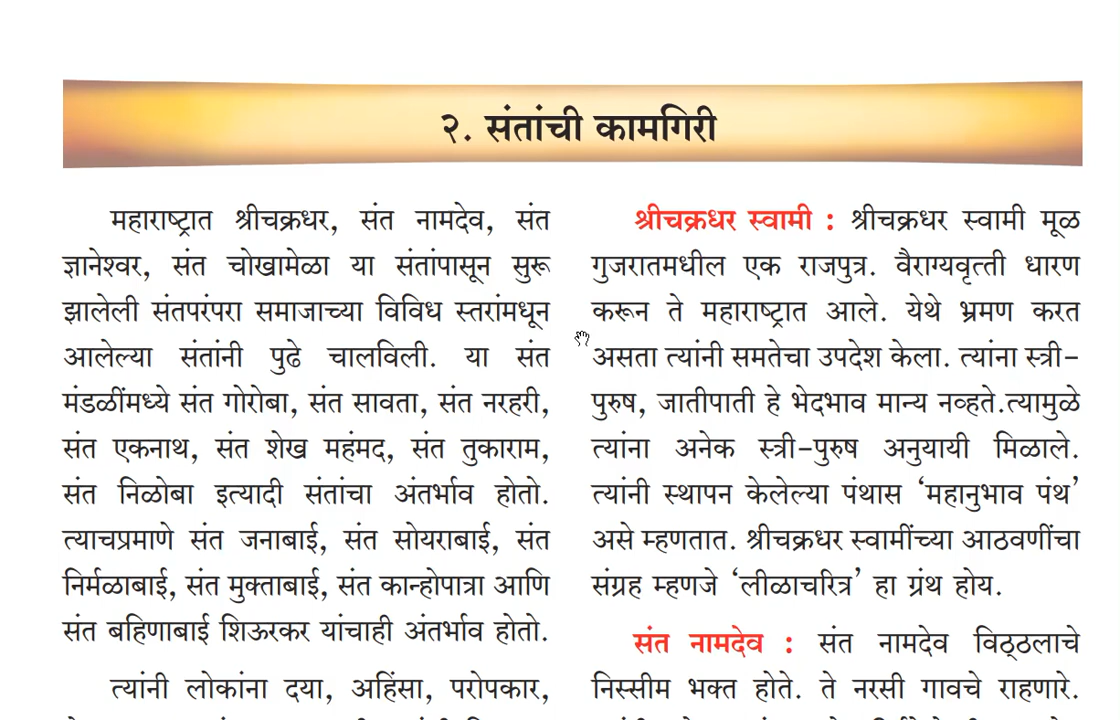 २. संतांची कामगिरी
महाराष्ट्रात श्रीचक्रधर, संत नामदेव, संत
ज्ञानेश्वर, संत चोखामेळा या संतांपासून सुरू
झालेली संतपरंपरा समाजाच्या विविध स्तरांमधून
आलेल्या संतांनी पुढे चालविली. या संत
मंडळींमध्ये संत गोरोबा, संत सावता, संत नरहरी,
संत एकनाथ, संत शेख महंमद, संत तुकाराम,
संत निळोबा इत्यादी संतांचा अंतर्भाव होतो.
त्याचप्रमाणे संत जनाबाई, संत सोयराबाई, संत
निर्मळाबाई, संत मुक्ताबाई, संत कान्होपात्रा आणि
संत बहिणाबाई शिऊरकर यांचाही अंतर्भाव होतो.
त्यांनी लोकांना दया, अहिंसा, परोपकार,
श्रीचक्रधर स्वामी : श्रीचक्रधर स्वामी मूळ
गुजरातमधील एक राजपुत्र. वैराग्यवृत्ती धारण
करून ते महाराष्ट्रात आले. येथे भ्रमण करत
असता त्यांनी समतेचा उपदेश केला. त्यांना स्त्री-
पुरुष, जातीपाती हे भेदभाव मान्य नव्हते.त्यामुळे
त्यांना अनेक स्त्री-पुरुष अनुयायी मिळाले.
त्यांनी स्थापन केलेल्या पंथास ‘महानुभाव पंथ’
असे म्हणतात. श्रीचक्रधर स्वामींच्या आठवणींचा
संग्रह म्हणजे ‘लीळाचरित्र’ हा ग्रंथ होय.
संत नामदेव : संत नामदेव विठ्ठलाचे
निस्सीम भक्त होते. ते नरसी गावचे राहणारे.